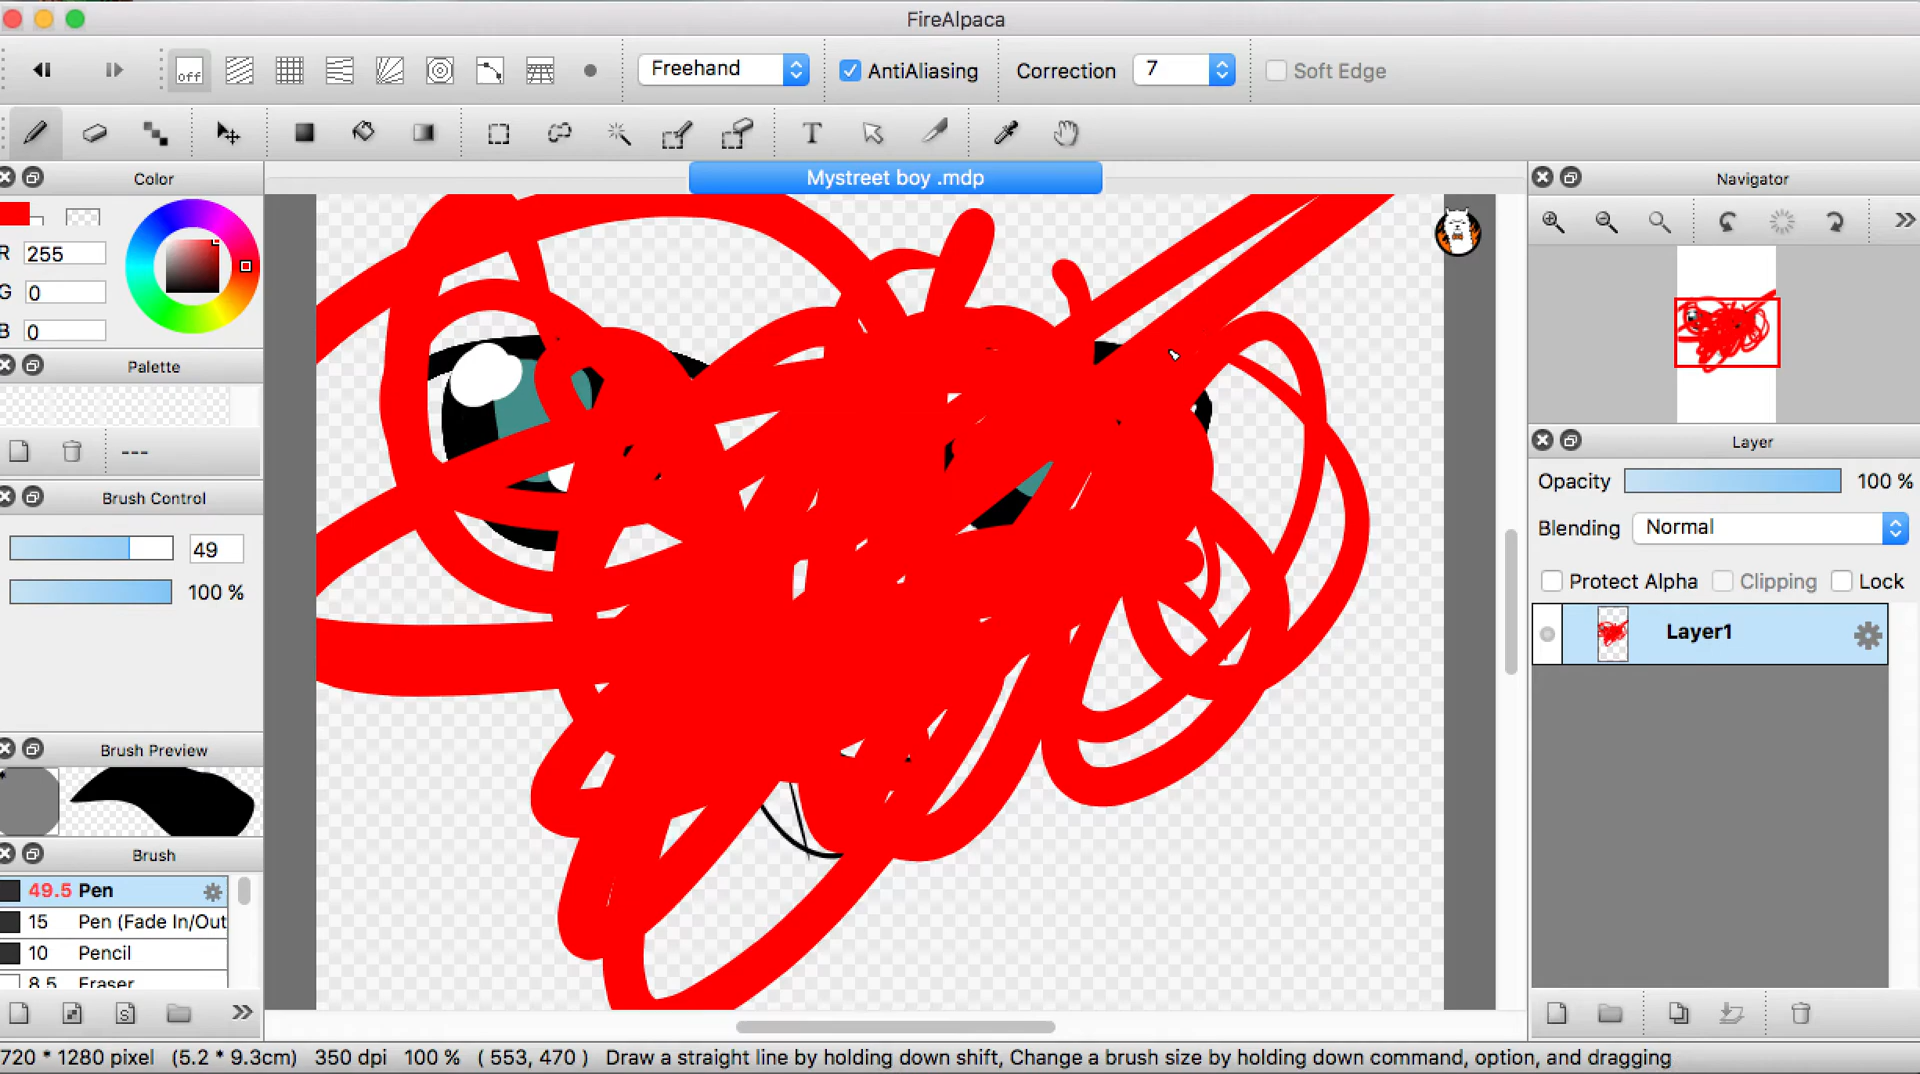 FireAlpaca
off
Freehand
AntiAliasing
Correction
7
Soft Edge
T
Mystreet boy .mdp
Color
R 255
G 0
B 0
Palette
---
Brush Control
49
100 %
Brush Preview
Brush
49.5 Pen
15 Pen (Fade In/Out
10 Pencil
8.5 Eraser
S
Navigator
Layer
Opacity 100 %
Blending Normal
Protect Alpha Clipping Lock
Layer1
720 * 1280 pixel (5.2 * 9.3cm) 350 dpi 100 % ( 553, 470 ) Draw a straight line by holding down shift, Change a brush size by holding down command, option, and dragging